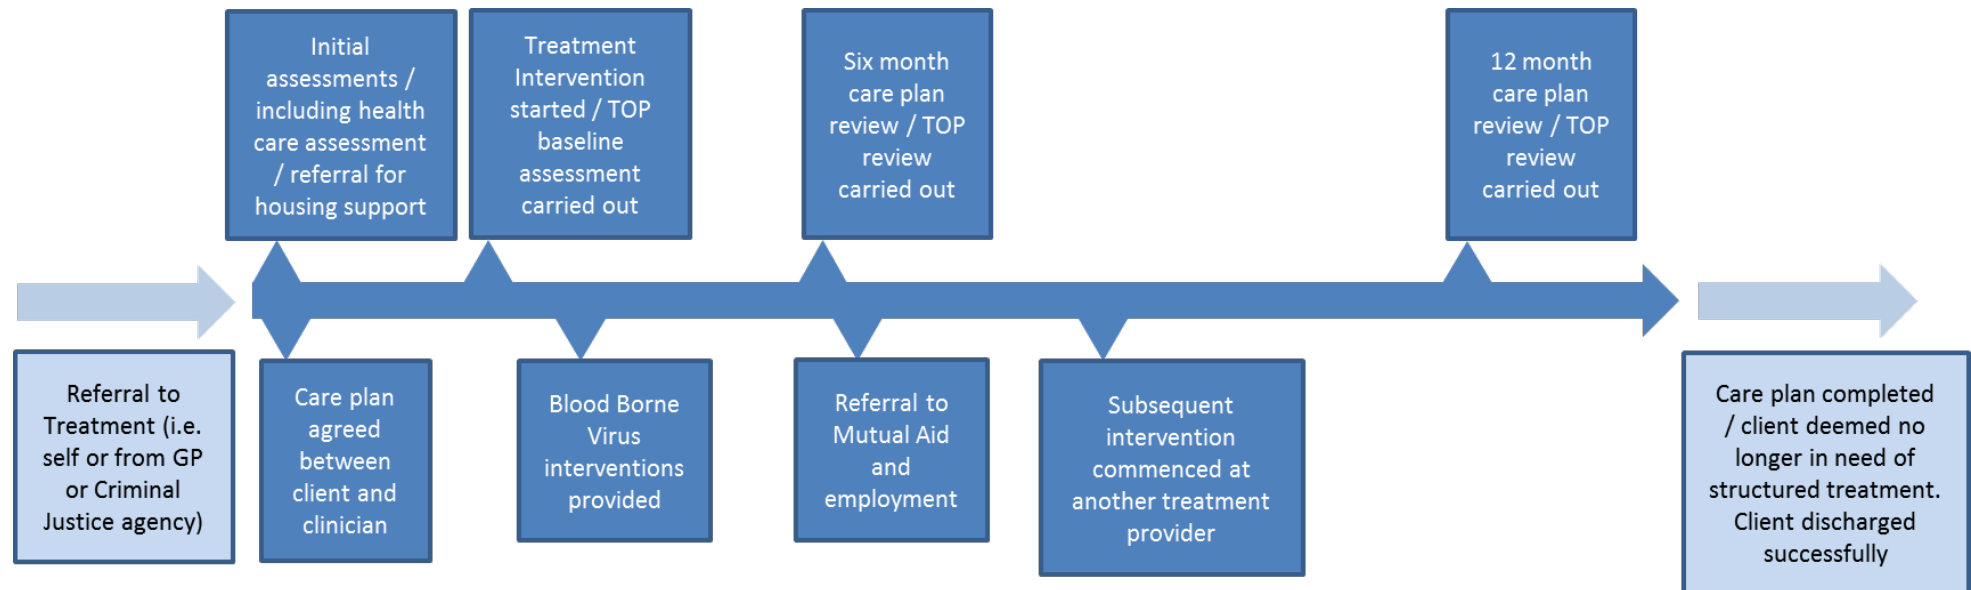 Initial
assessments /
including health
care assessment
/ referral for
housing support
Treatment
Intervention
started / TOP
baseline
assessment
carried out
Six month
care plan
review / TOP
review
carried out
12 month
care plan
review / TOP
review
carried out
Referral to
Treatment (i.e.
self or from GP
or Criminal
Justice agency)
Care plan
agreed
between
client and
clinician
Blood Borne
Virus
interventions
provided
Referral to
Mutual Aid
and
employment
Subsequent
intervention
commenced at
another treatment
provider
Care plan completed
/ client deemed no
longer in need of
structured treatment.
Client discharged
successfully